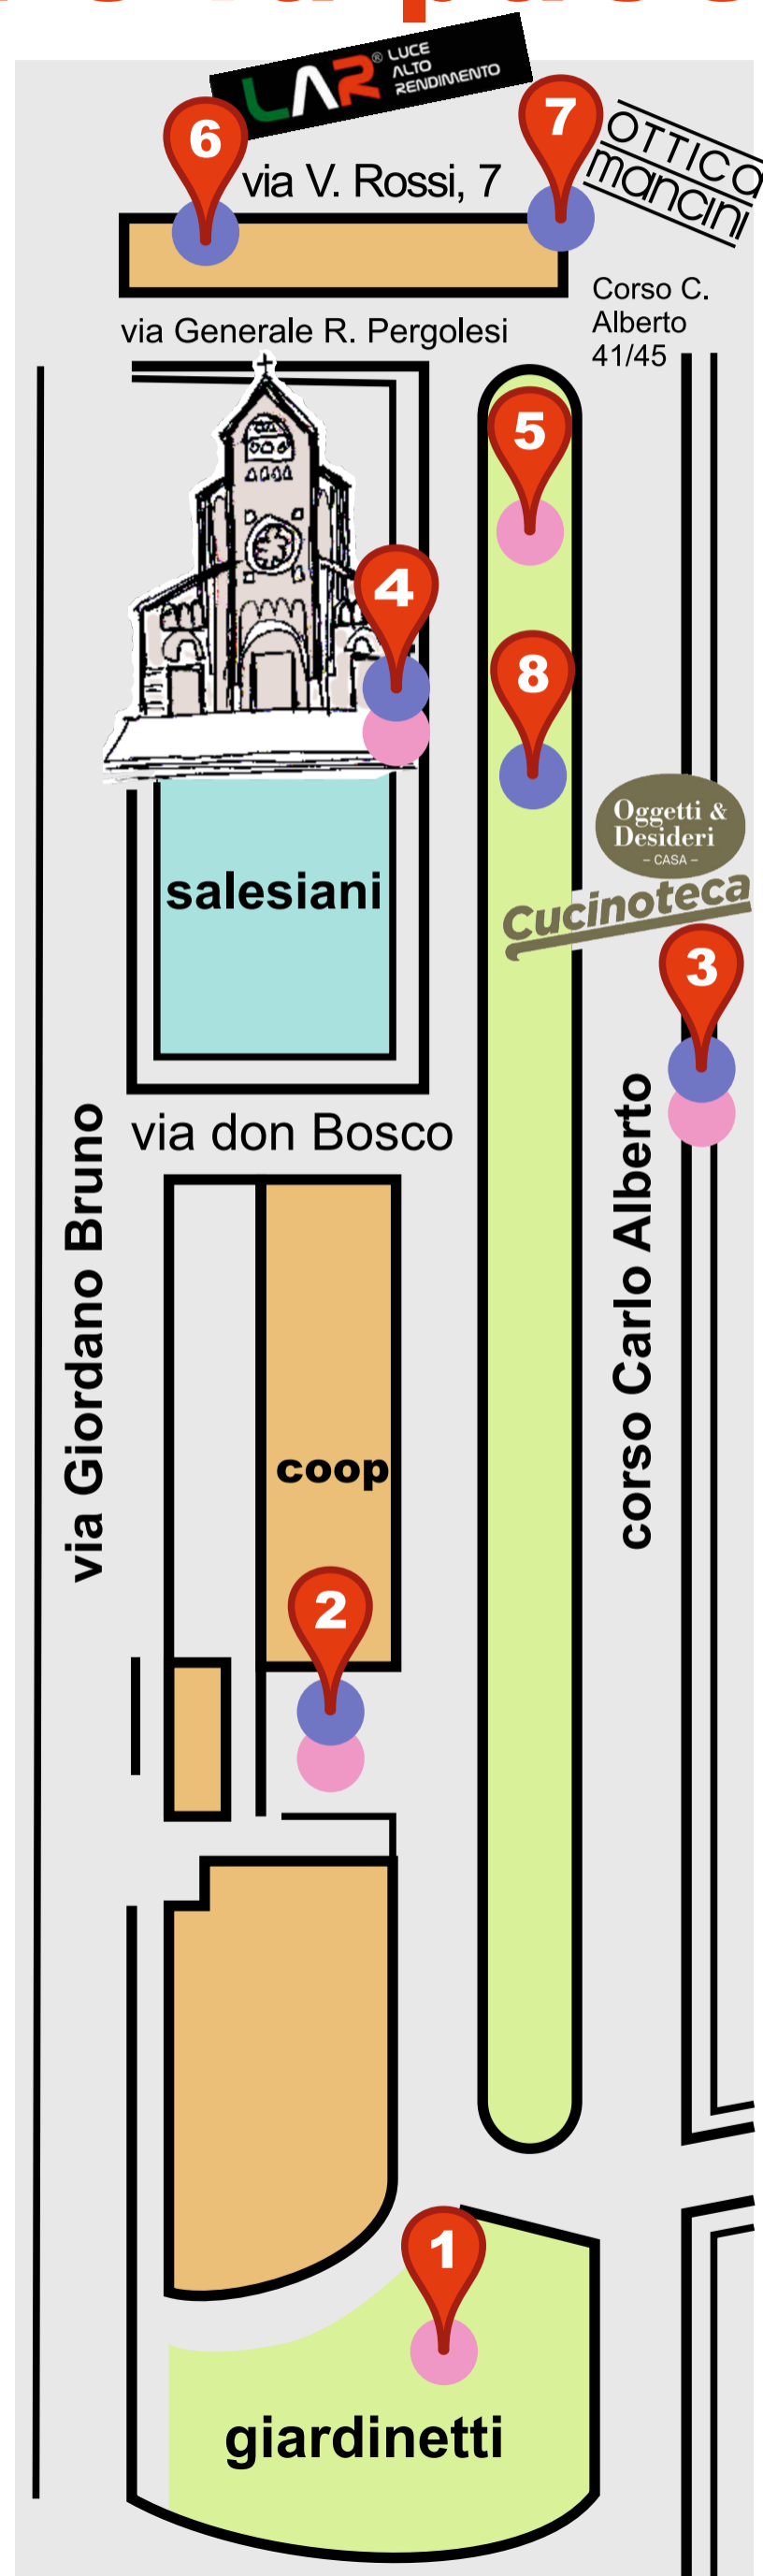 LAR®
LUCE
ALTO
RENDIMENTO
6
7
OTTICA
mancini
via V. Rossi, 7
Corso C.
Alberto
41/45
via Generale R. Pergolesi
5
4
8
Oggetti &
Desideri
– CASA –
Cucinoteca
salesiani
3
via don Bosco
via Giordano Bruno
corso Carlo Alberto
coop
2
1
giardinetti